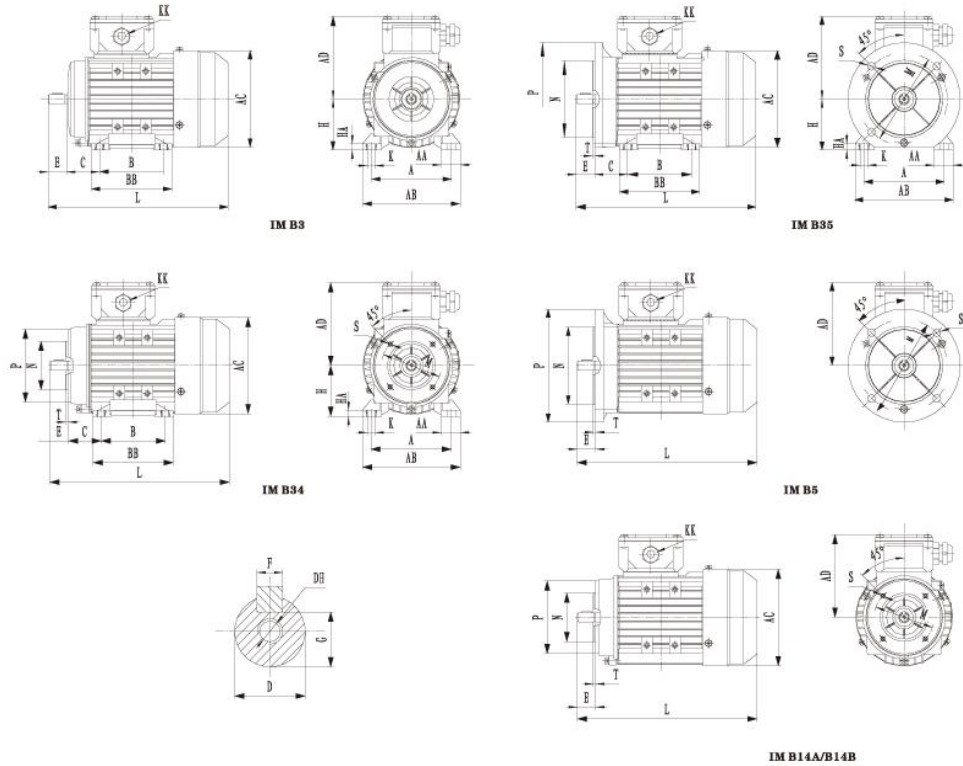 KK
AD
AC
H
HA
E
C
B
BB
L
K
AA
A
AB
IM B3
KK
P
N
AC
T
E
C
B
BB
L
AD
S
45°
M
H
HA
K
AA
A
AB
IM B35
KK
P
N
AC
T
E
C
B
BB
L
AD
S
45°
M
H
HA
K
AA
A
AB
IM B34
KK
P
N
T
E
L
AD
45°
S
M
IM B5
F
DH
G
D
KK
P
N
AC
T
E
L
AD
S
45°
M
IM B14A/B14B